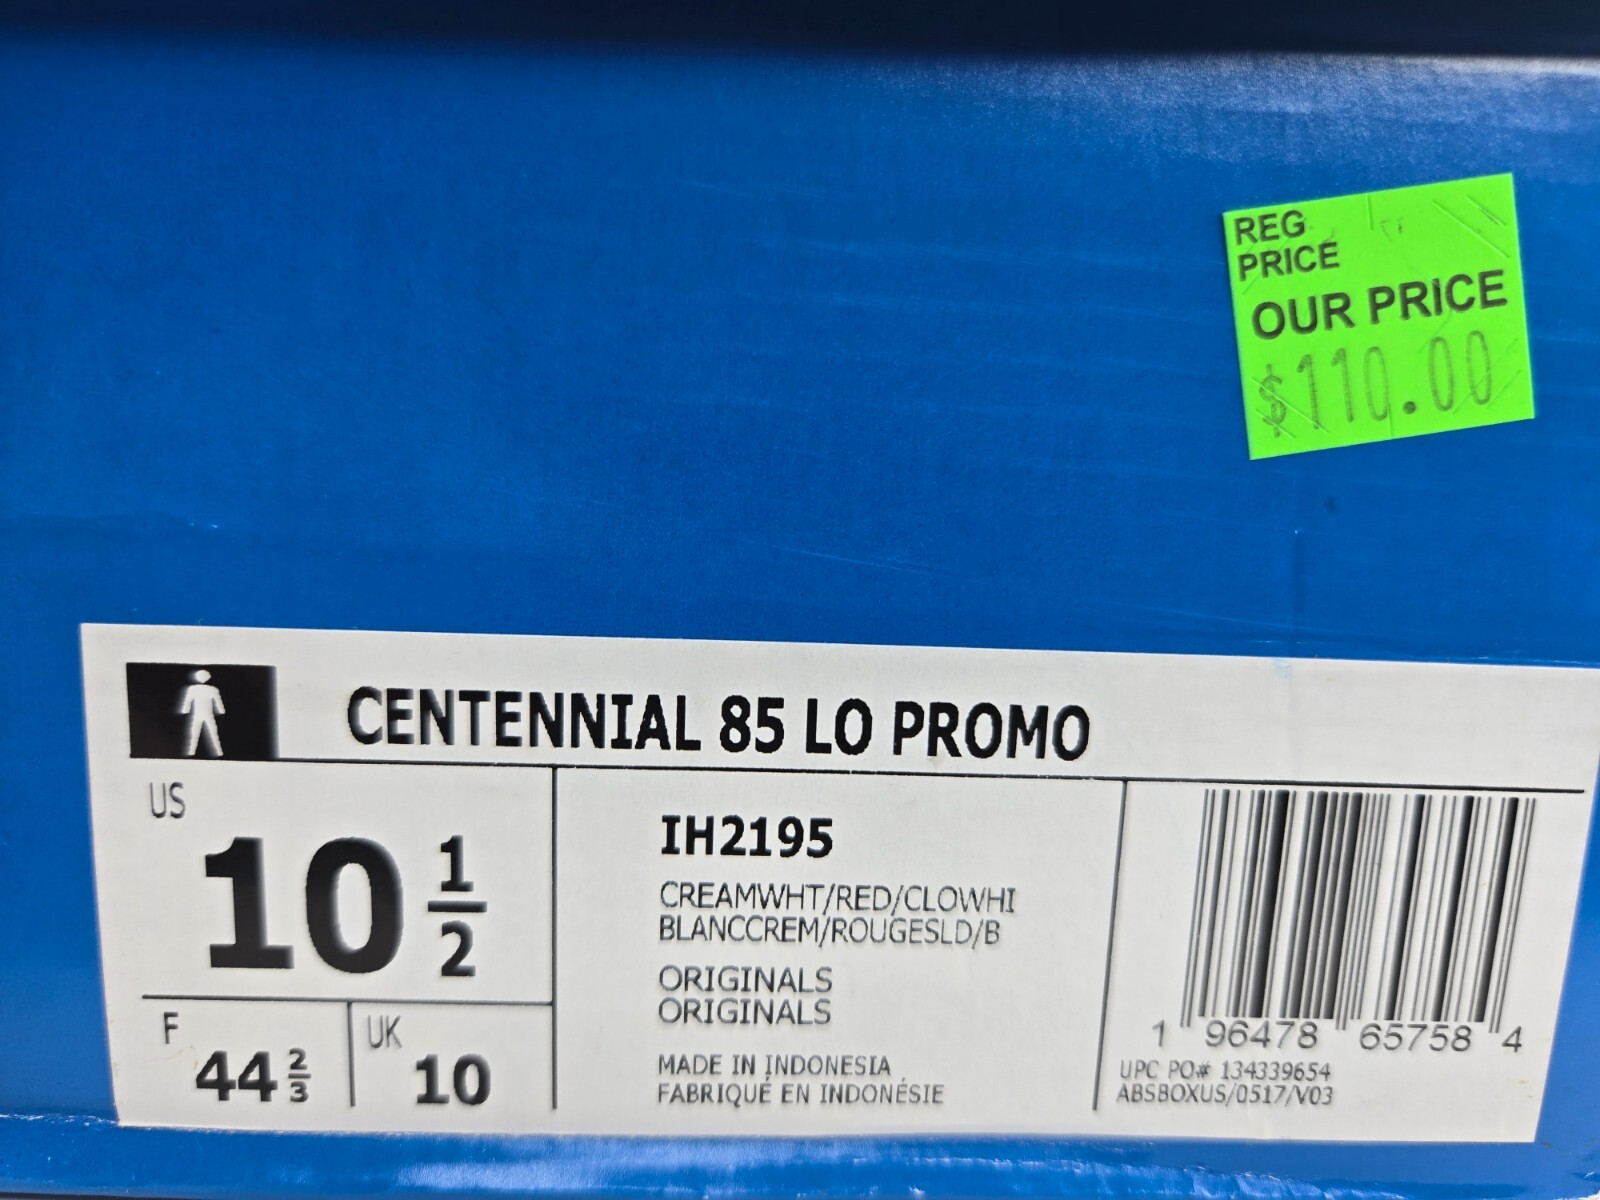 REG
PRICE
OUR PRICE
$110.00
CENTENNIAL 85 LO PROMO
US
10 1/2
F
44 2/3
UK
10
IH2195
CREAMWHT/RED/CLOWHI
BLANCCREM/ROUGESLD/B
ORIGINALS
ORIGINALS
MADE IN INDONESIA
FABRIQUÉ EN INDONÉSIE
1 96478 65758 4
UPC PO# 134339654
ABSBOXUS/0517/V03